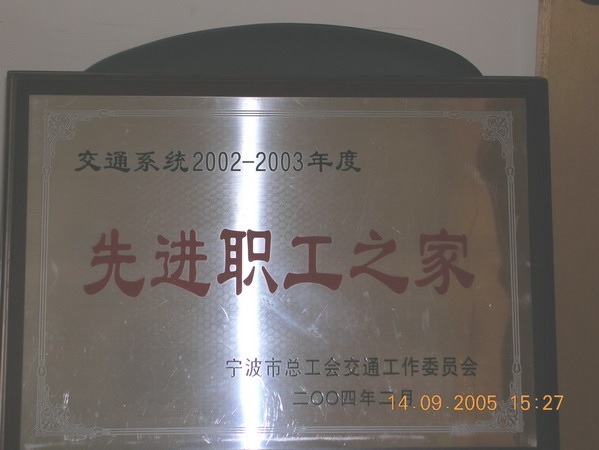 交通系统2002-2003年度
先进职工之家
宁波市总工会交通工作委员会
二〇〇四年二月
14.09.2005 15:27